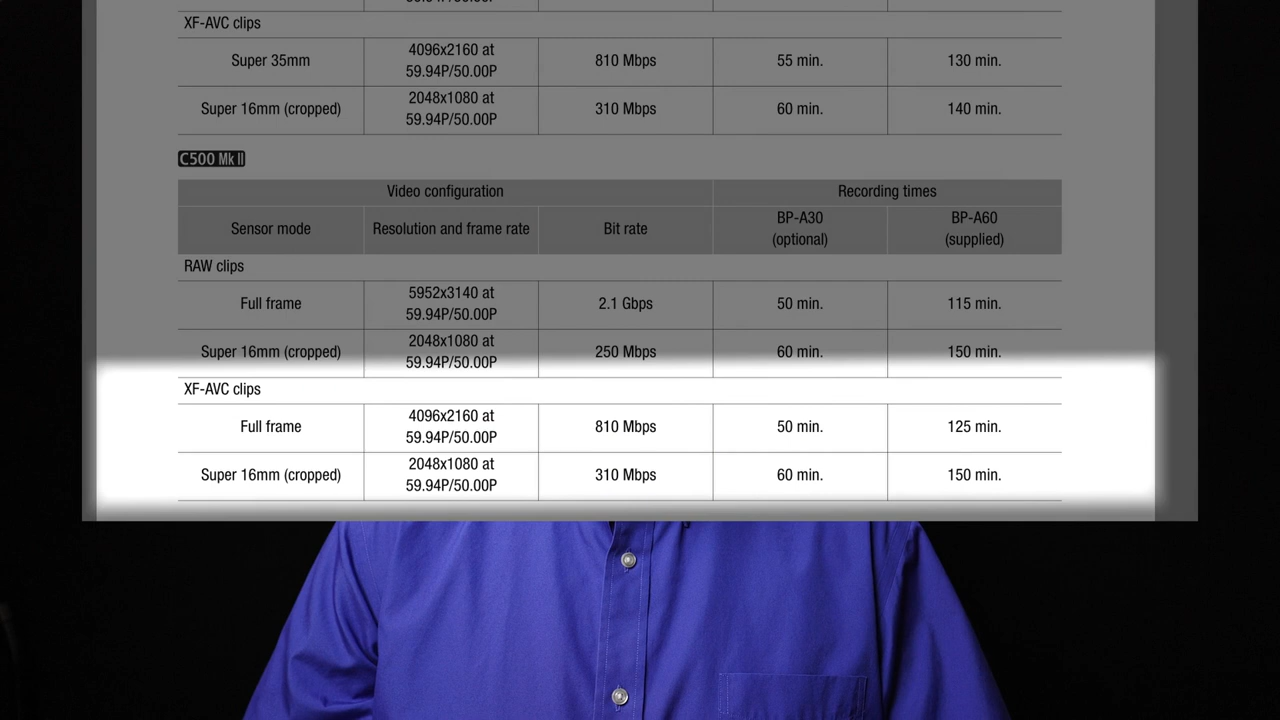 XF-AVC clips
Super 35mm 4096x2160 at 59.94P/50.00P 810 Mbps 55 min. 130 min.
Super 16mm (cropped) 2048x1080 at 59.94P/50.00P 310 Mbps 60 min. 140 min.
C500 Mk II
Video configuration Recording times
Sensor mode Resolution and frame rate Bit rate BP-A30 (optional) BP-A60 (supplied)
RAW clips
Full frame 5952x3140 at 59.94P/50.00P 2.1 Gbps 50 min. 115 min.
Super 16mm (cropped) 2048x1080 at 59.94P/50.00P 250 Mbps 60 min. 150 min.
XF-AVC clips
Full frame 4096x2160 at 59.94P/50.00P 810 Mbps 50 min. 125 min.
Super 16mm (cropped) 2048x1080 at 59.94P/50.00P 310 Mbps 60 min. 150 min.